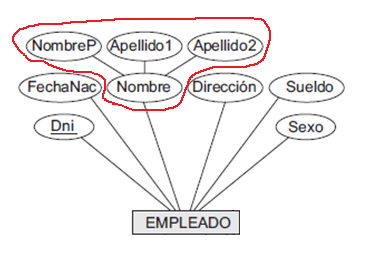 NombreP Apellido1 Apellido2
FechaNac Nombre Dirección Sueldo
Dni Sexo
EMPLEADO